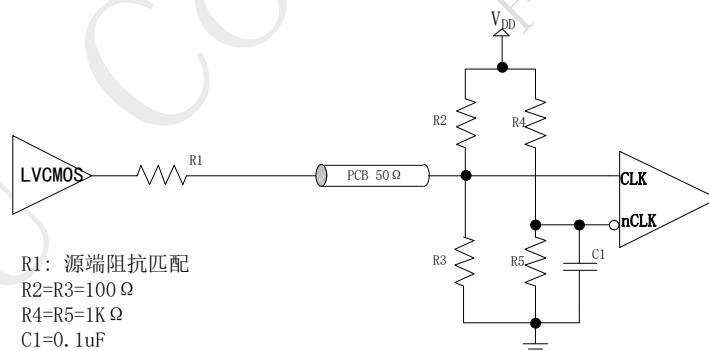 V_DD
R2
R4
R1
LVCMOS
PCB 50Ω
CLK
nCLK
R3
R5
C1
R1: 源端阻抗匹配
R2=R3=100Ω
R4=R5=1KΩ
C1=0.1uF